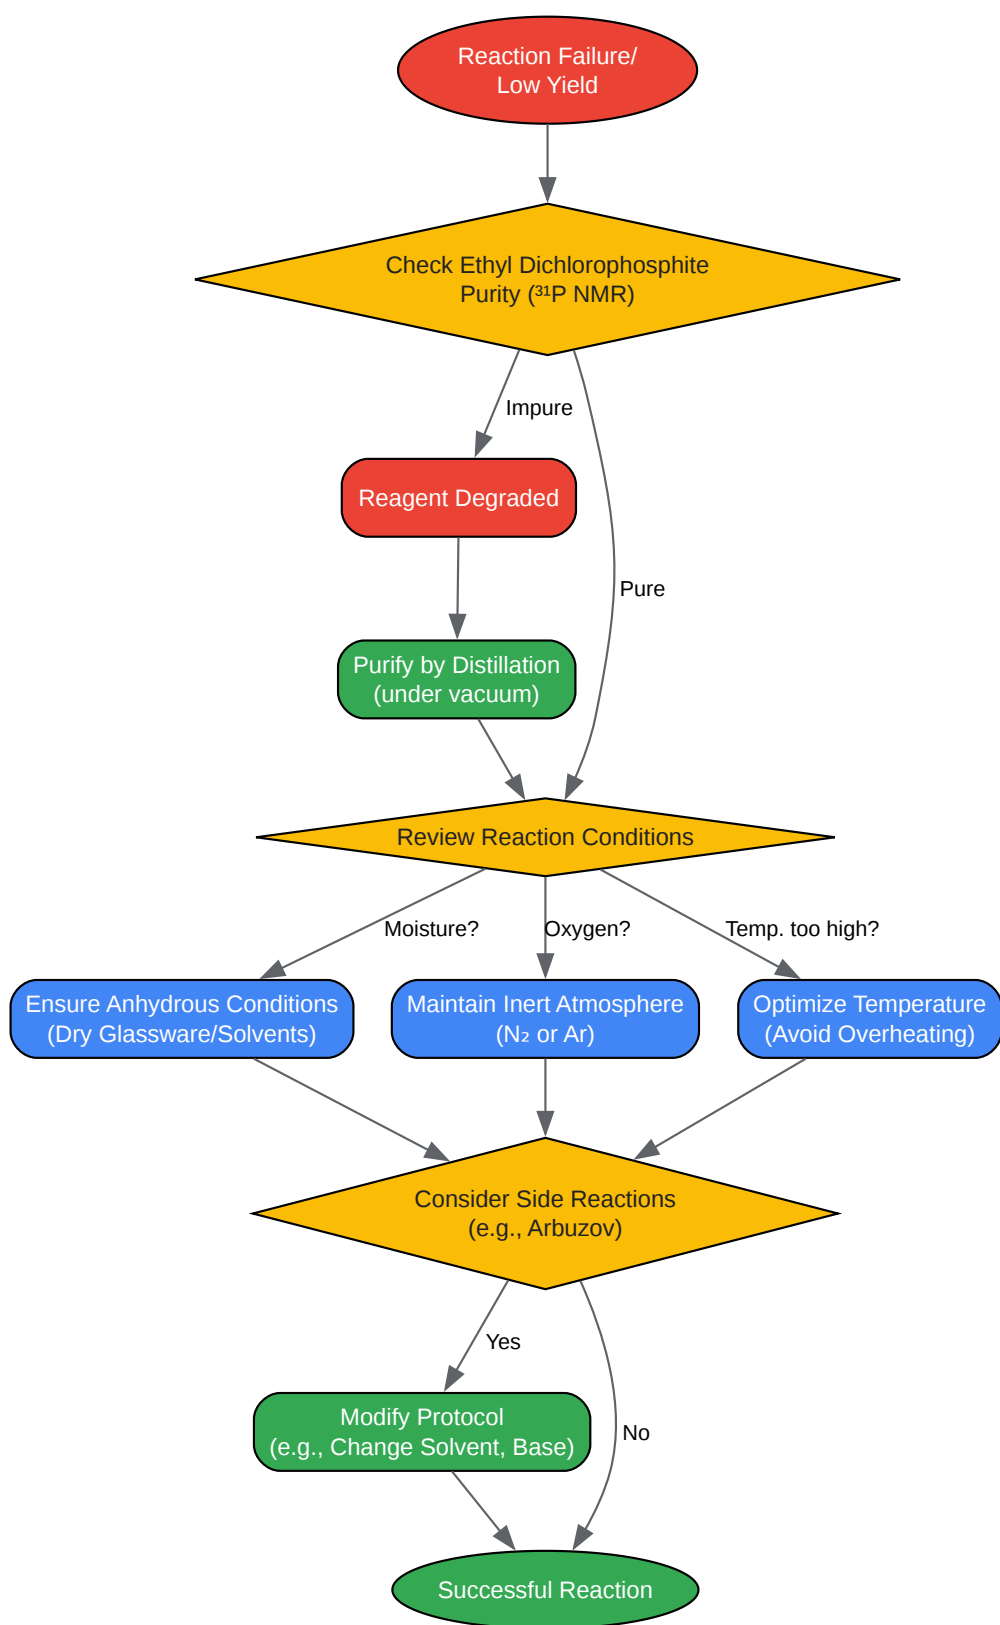 Reaction Failure/
Low Yield
Check Ethyl Dichlorophosphite
Purity (³¹P NMR)
Impure
Reagent Degraded
Pure
Purify by Distillation
(under vacuum)
Review Reaction Conditions
Moisture?
Oxygen?
Temp. too high?
Ensure Anhydrous Conditions
(Dry Glassware/Solvents)
Maintain Inert Atmosphere
(N₂ or Ar)
Optimize Temperature
(Avoid Overheating)
Consider Side Reactions
(e.g., Arbuzov)
Yes
Modify Protocol
(e.g., Change Solvent, Base)
No
Successful Reaction